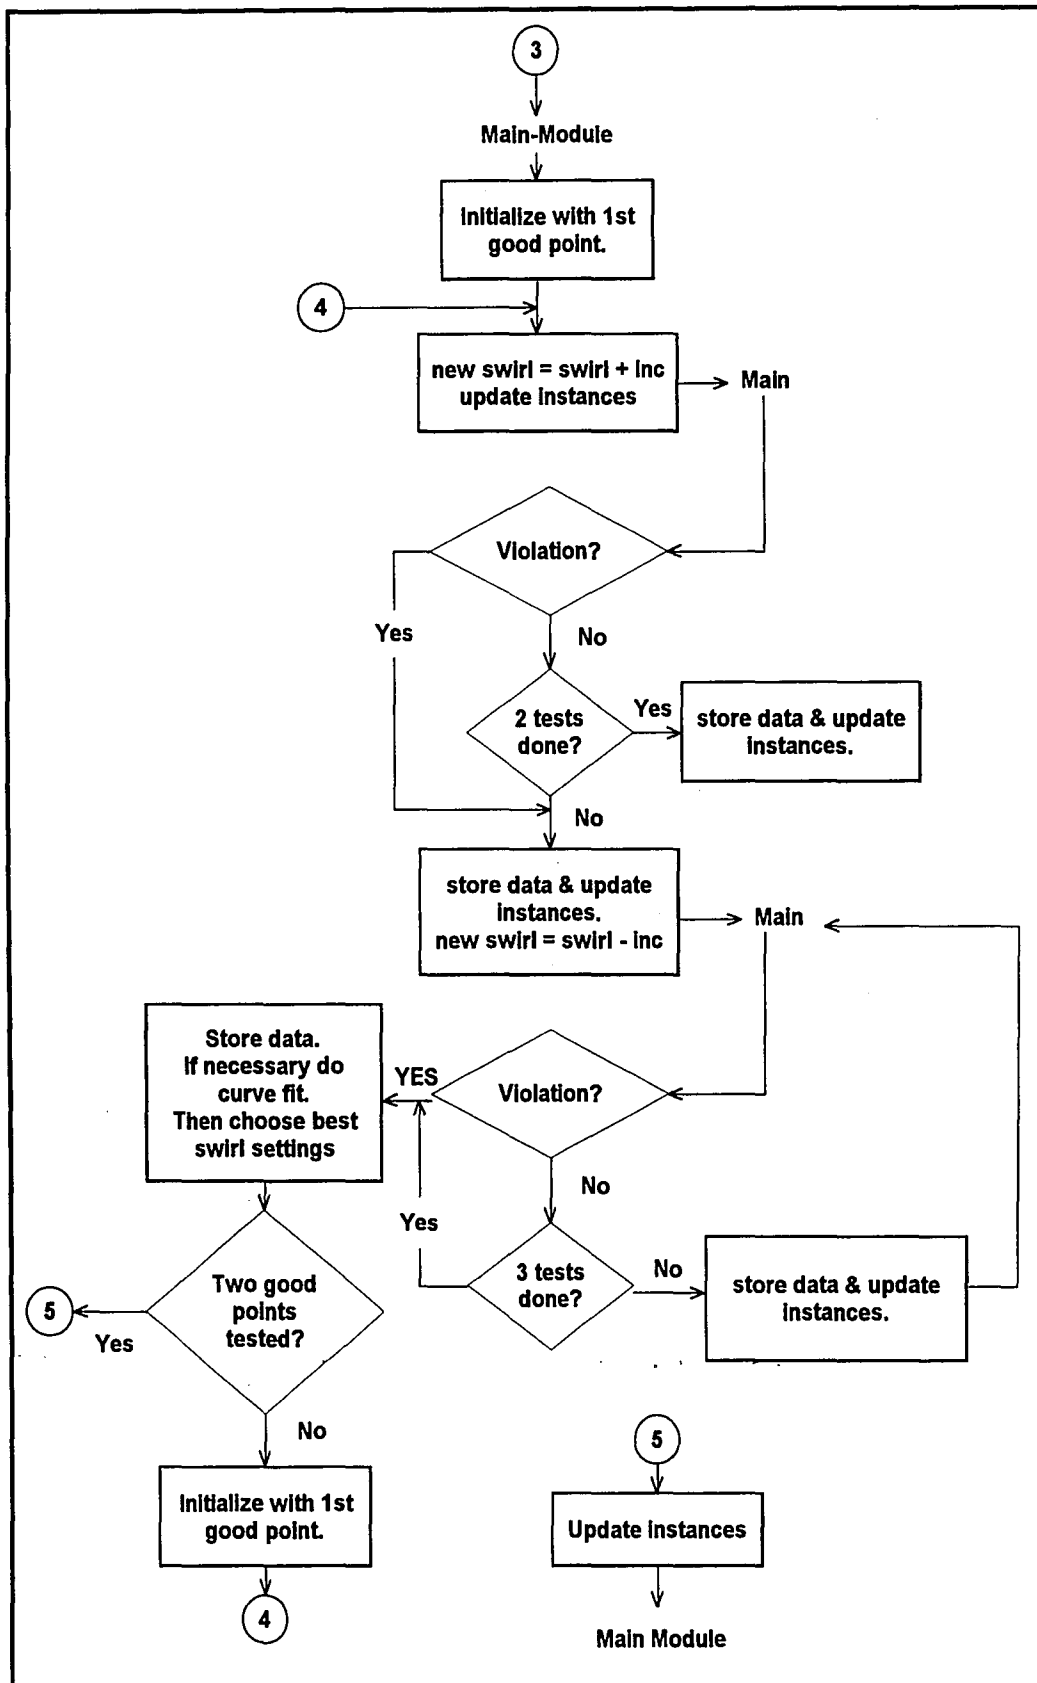 3
Main-Module
Initialize with 1st
good point.
4
new swirl = swirl + inc
update instances
Main
Violation?
Yes
No
2 tests
done?
Yes
store data & update
instances.
No
store data & update
instances.
new swirl = swirl - inc
Main
Store data.
If necessary do
curve fit.
Then choose best
swirl settings
YES
Violation?
No
Yes
3 tests
done?
No
store data & update
instances.
Two good
points
tested?
5
Yes
No
Initialize with 1st
good point.
4
5
Update instances
Main Module